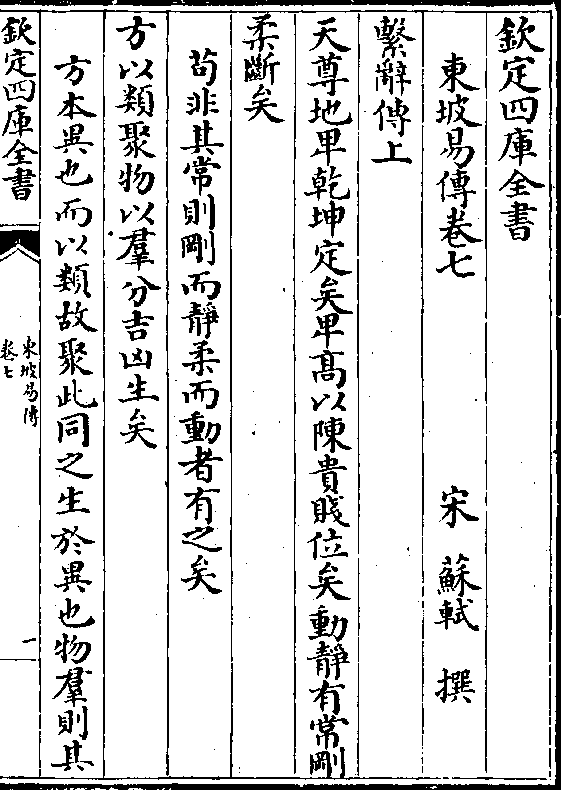 欽定四庫全書
東坡易傳卷七 宋 蘇軾 撰
繫辭傳上
天尊地卑乾坤定矣卑高以陳貴賤位矣動靜有常剛
柔斷矣
苟非其常則剛而靜柔而動者有之矣
方以類聚物以羣分吉凶生矣
方本異也而以類故聚此同之生於異也物羣則其
欽定四庫全書
東坡易傳
卷七
一